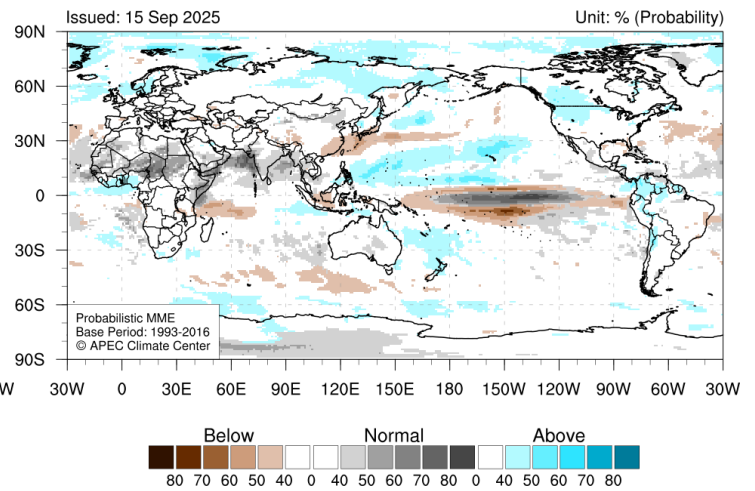 Issued: 15 Sep 2025 Unit: % (Probability)
90N
60N
30N
0
30S
60S
90S
Probabilistic MME
Base Period: 1993-2016
© APEC Climate Center
W 30W 0 30E 60E 90E 120E 150E 180 150W 120W 90W 60W 30W
Below Normal Above
80 70 60 50 40 0 40 50 60 70 80 0 40 50 60 70 80